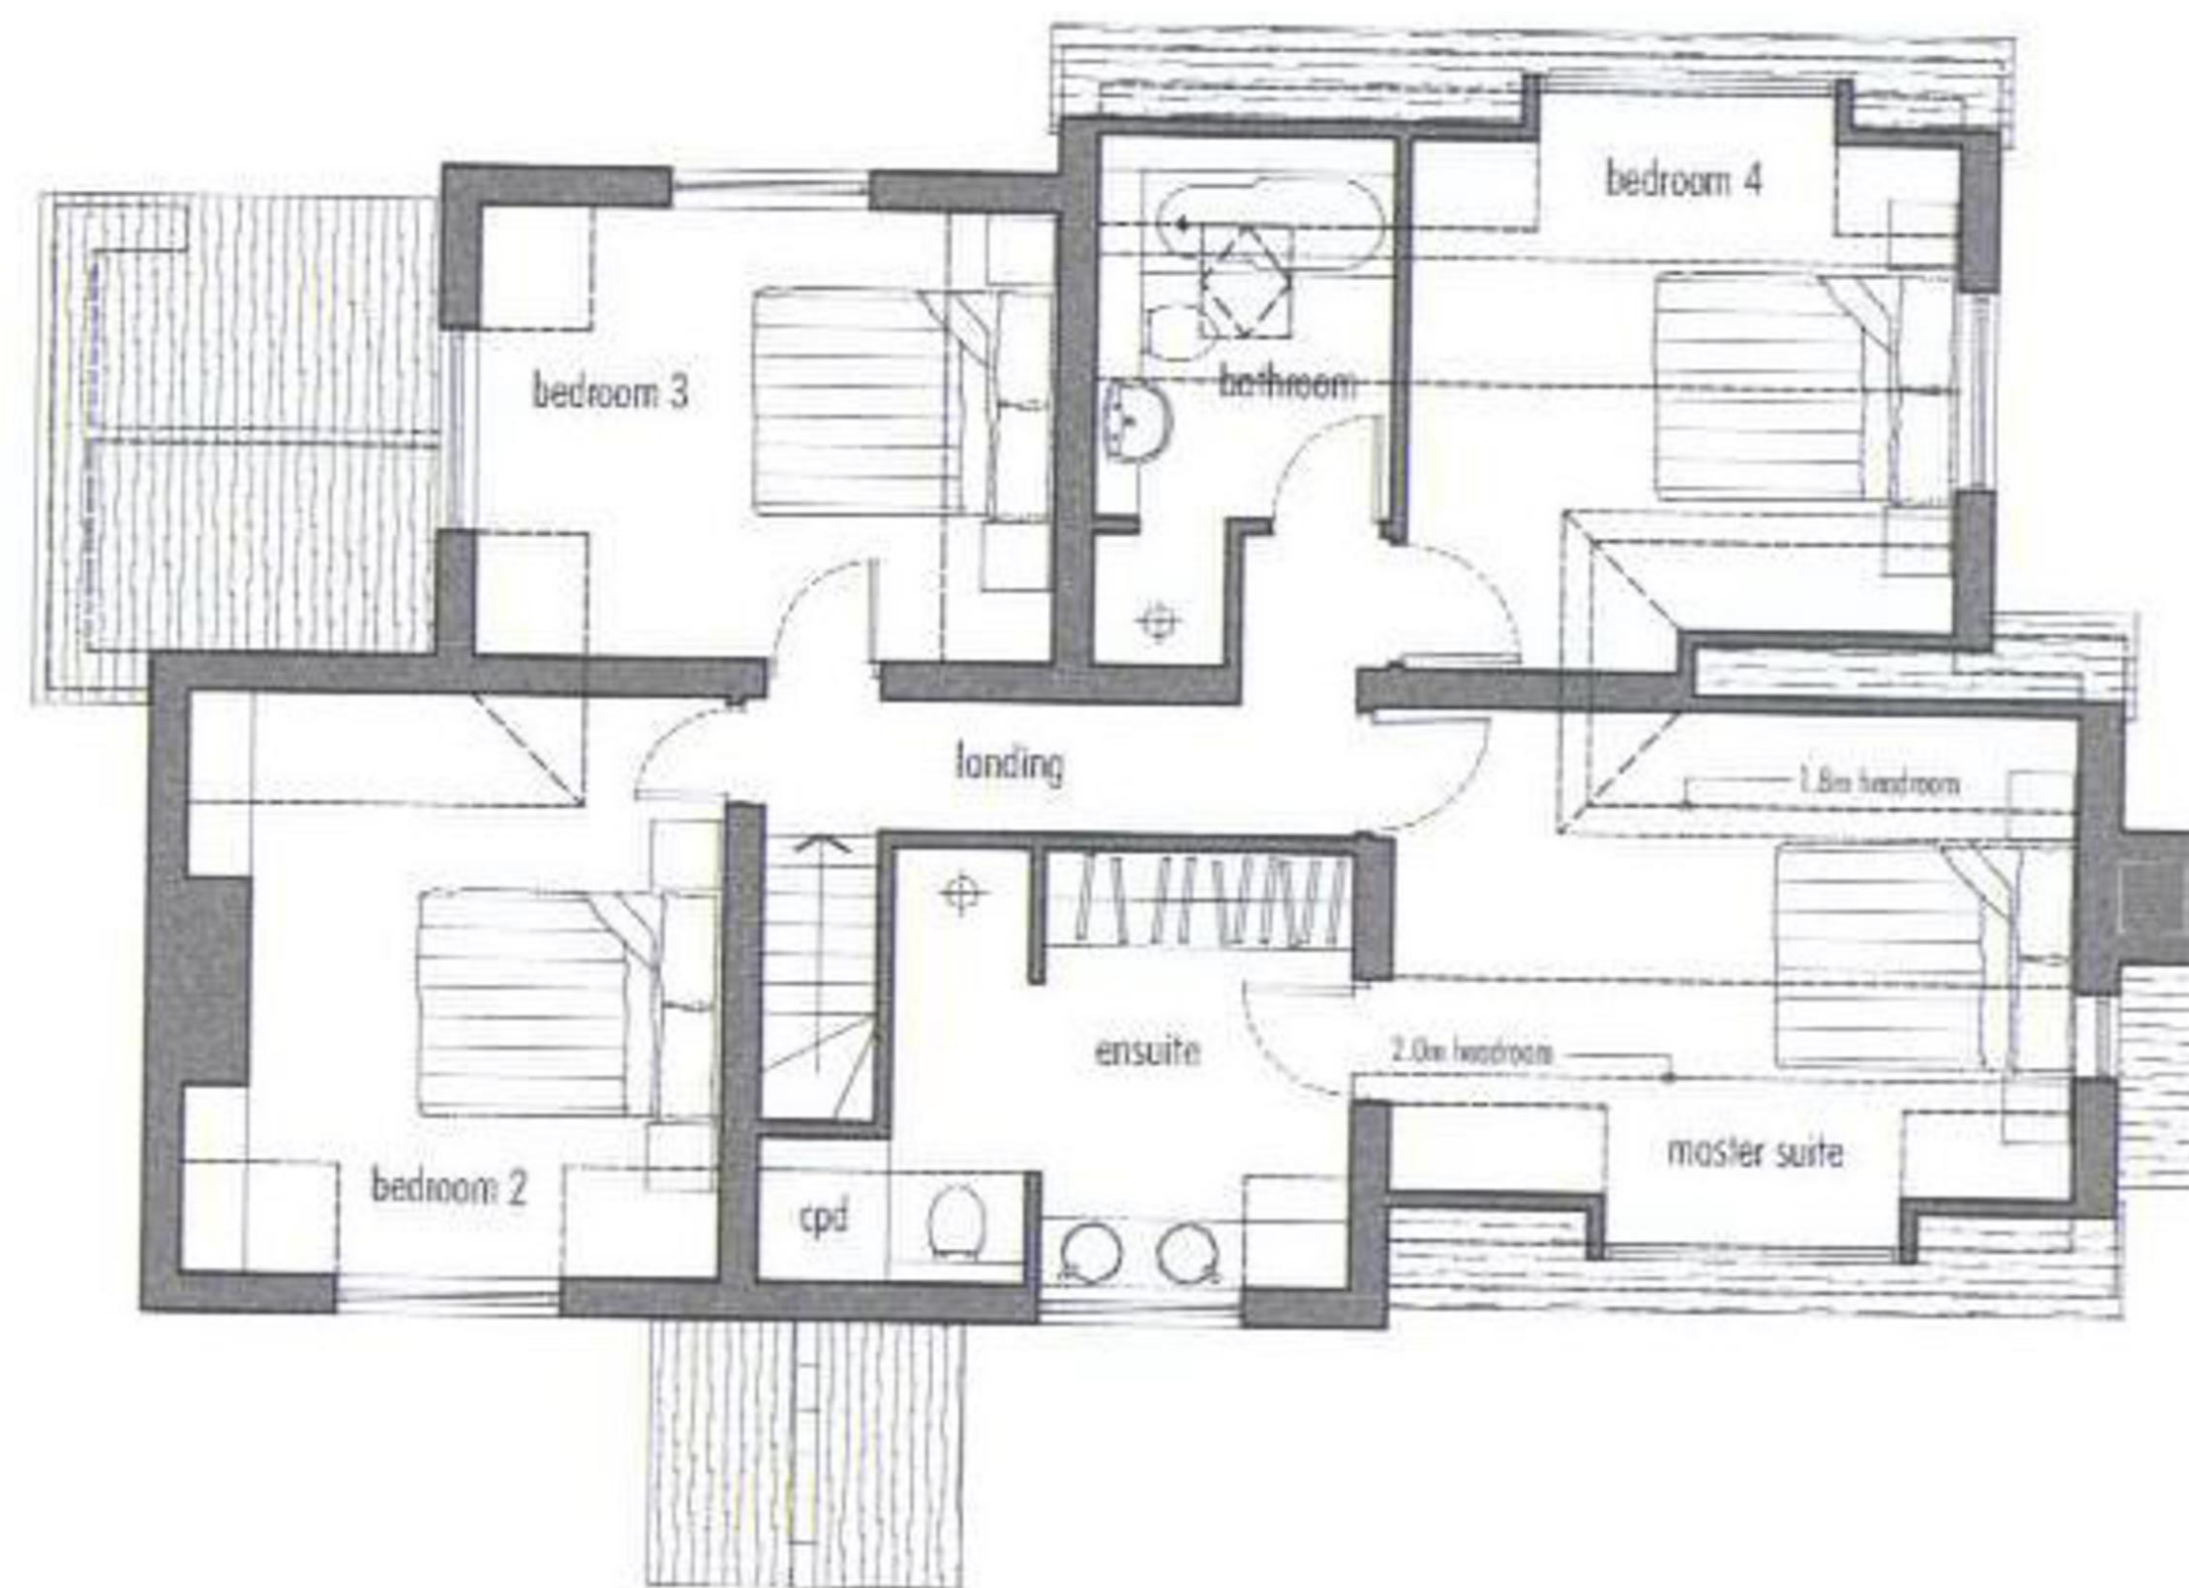 bedroom 4
bedroom 3
bathroom
landing
1.8m headroom
ensuite
2.0m headroom
master suite
bedroom 2
cpd